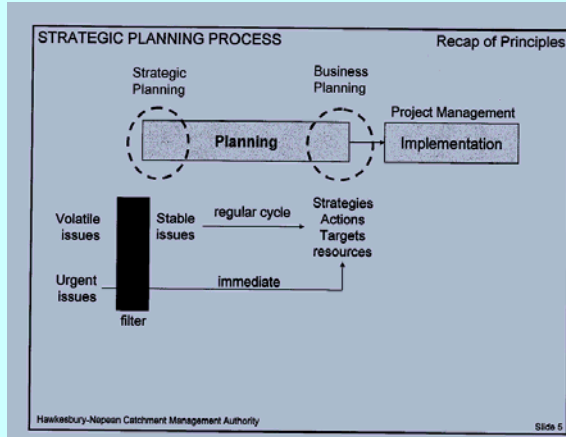 STRATEGIC PLANNING PROCESS
Recap of Principles
Strategic
Planning
Business
Planning
Project Management
Planning
Implementation
Volatile
issues
Stable
issues
regular cycle
Strategies
Actions
Targets
resources
Urgent
issues
immediate
filter
Hawkesbury-Nepean Catchment Management Authority
Slide 5